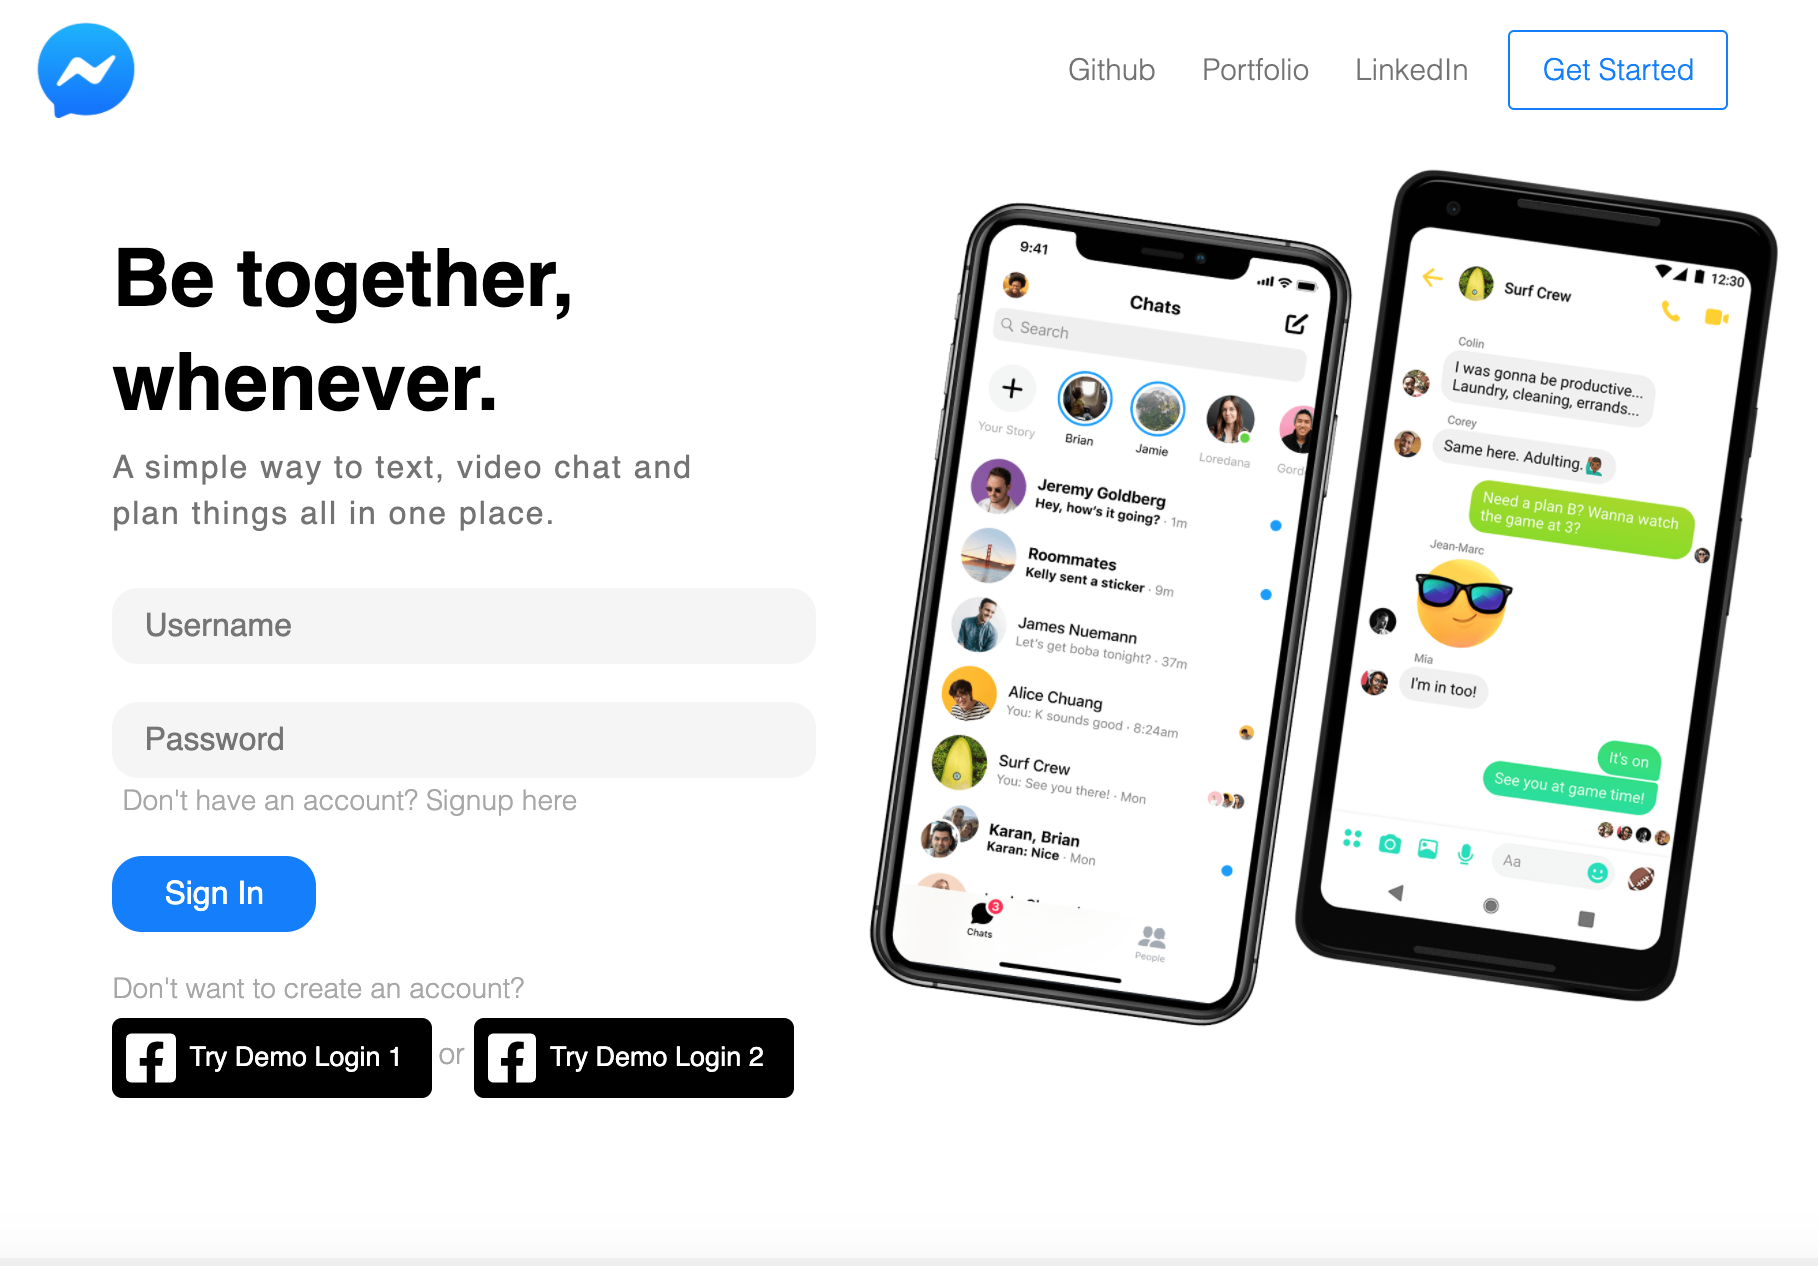 Github
Portfolio
LinkedIn
Get Started
Be together,
whenever.
A simple way to text, video chat and
plan things all in one place.
Username
Password
Don't have an account? Signup here
Sign In
Don't want to create an account?
Try Demo Login 1
or
Try Demo Login 2
9:41
Chats
Search
Your Story
Brian
Jamie
Loredana
Jeremy Goldberg
Hey, how's it going? · 1m
Roommates
Kelly sent a sticker · 9m
James Nuemann
Let's get boba tonight? · 37m
Alice Chuang
You: K sounds good · 8:24am
Surf Crew
You: See you there! · Mon
Karan, Brian
Karan: Nice · Mon
3
Chats
People
12:30
Surf Crew
Colin
I was gonna be productive...
Laundry, cleaning, errands...
Corey
Same here. Adulting.
Need a plan B? Wanna watch
the game at 3?
Jean-Marc
Mia
I'm in too!
It's on
See you at game time!
Aa